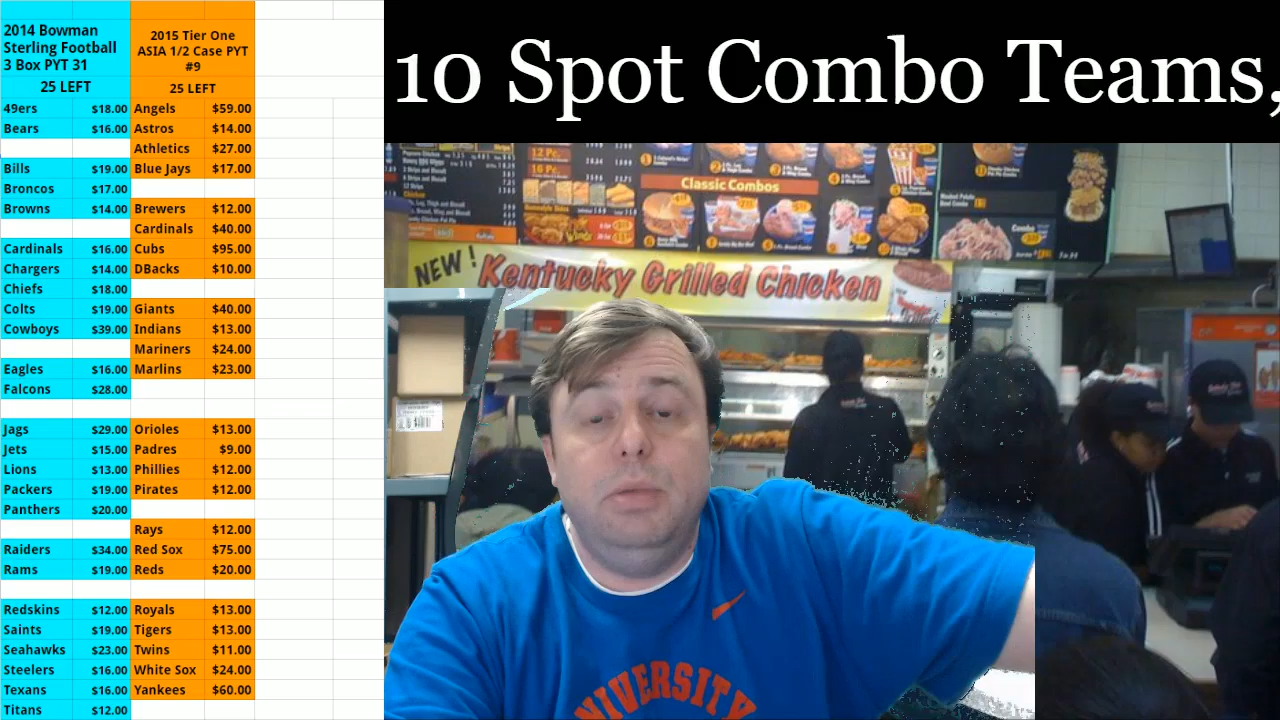 2014 Bowman
Sterling Football
3 Box PYT 31
25 LEFT
49ers $18.00
Bears $16.00
Bills $19.00
Broncos $17.00
Browns $14.00
Cardinals $16.00
Chargers $14.00
Chiefs $18.00
Colts $19.00
Cowboys $39.00
Eagles $16.00
Falcons $28.00
Jags $29.00
Jets $15.00
Lions $13.00
Packers $19.00
Panthers $20.00
Raiders $34.00
Rams $19.00
Redskins $12.00
Saints $19.00
Seahawks $23.00
Steelers $16.00
Texans $16.00
Titans $12.00
2015 Tier One
ASIA 1/2 Case PYT
#9
25 LEFT
Angels $59.00
Astros $14.00
Athletics $27.00
Blue Jays $17.00
Brewers $12.00
Cardinals $40.00
Cubs $95.00
DBacks $10.00
Giants $40.00
Indians $13.00
Mariners $24.00
Marlins $23.00
Orioles $13.00
Padres $9.00
Phillies $12.00
Pirates $12.00
Rays $12.00
Red Sox $75.00
Reds $20.00
Royals $13.00
Tigers $13.00
Twins $11.00
White Sox $24.00
Yankees $60.00
10 Spot Combo Teams,
12 Pc.
16 Pc.
Classic Combos
Combo
NEW! Kentucky Grilled Chicken
NIVERSITY